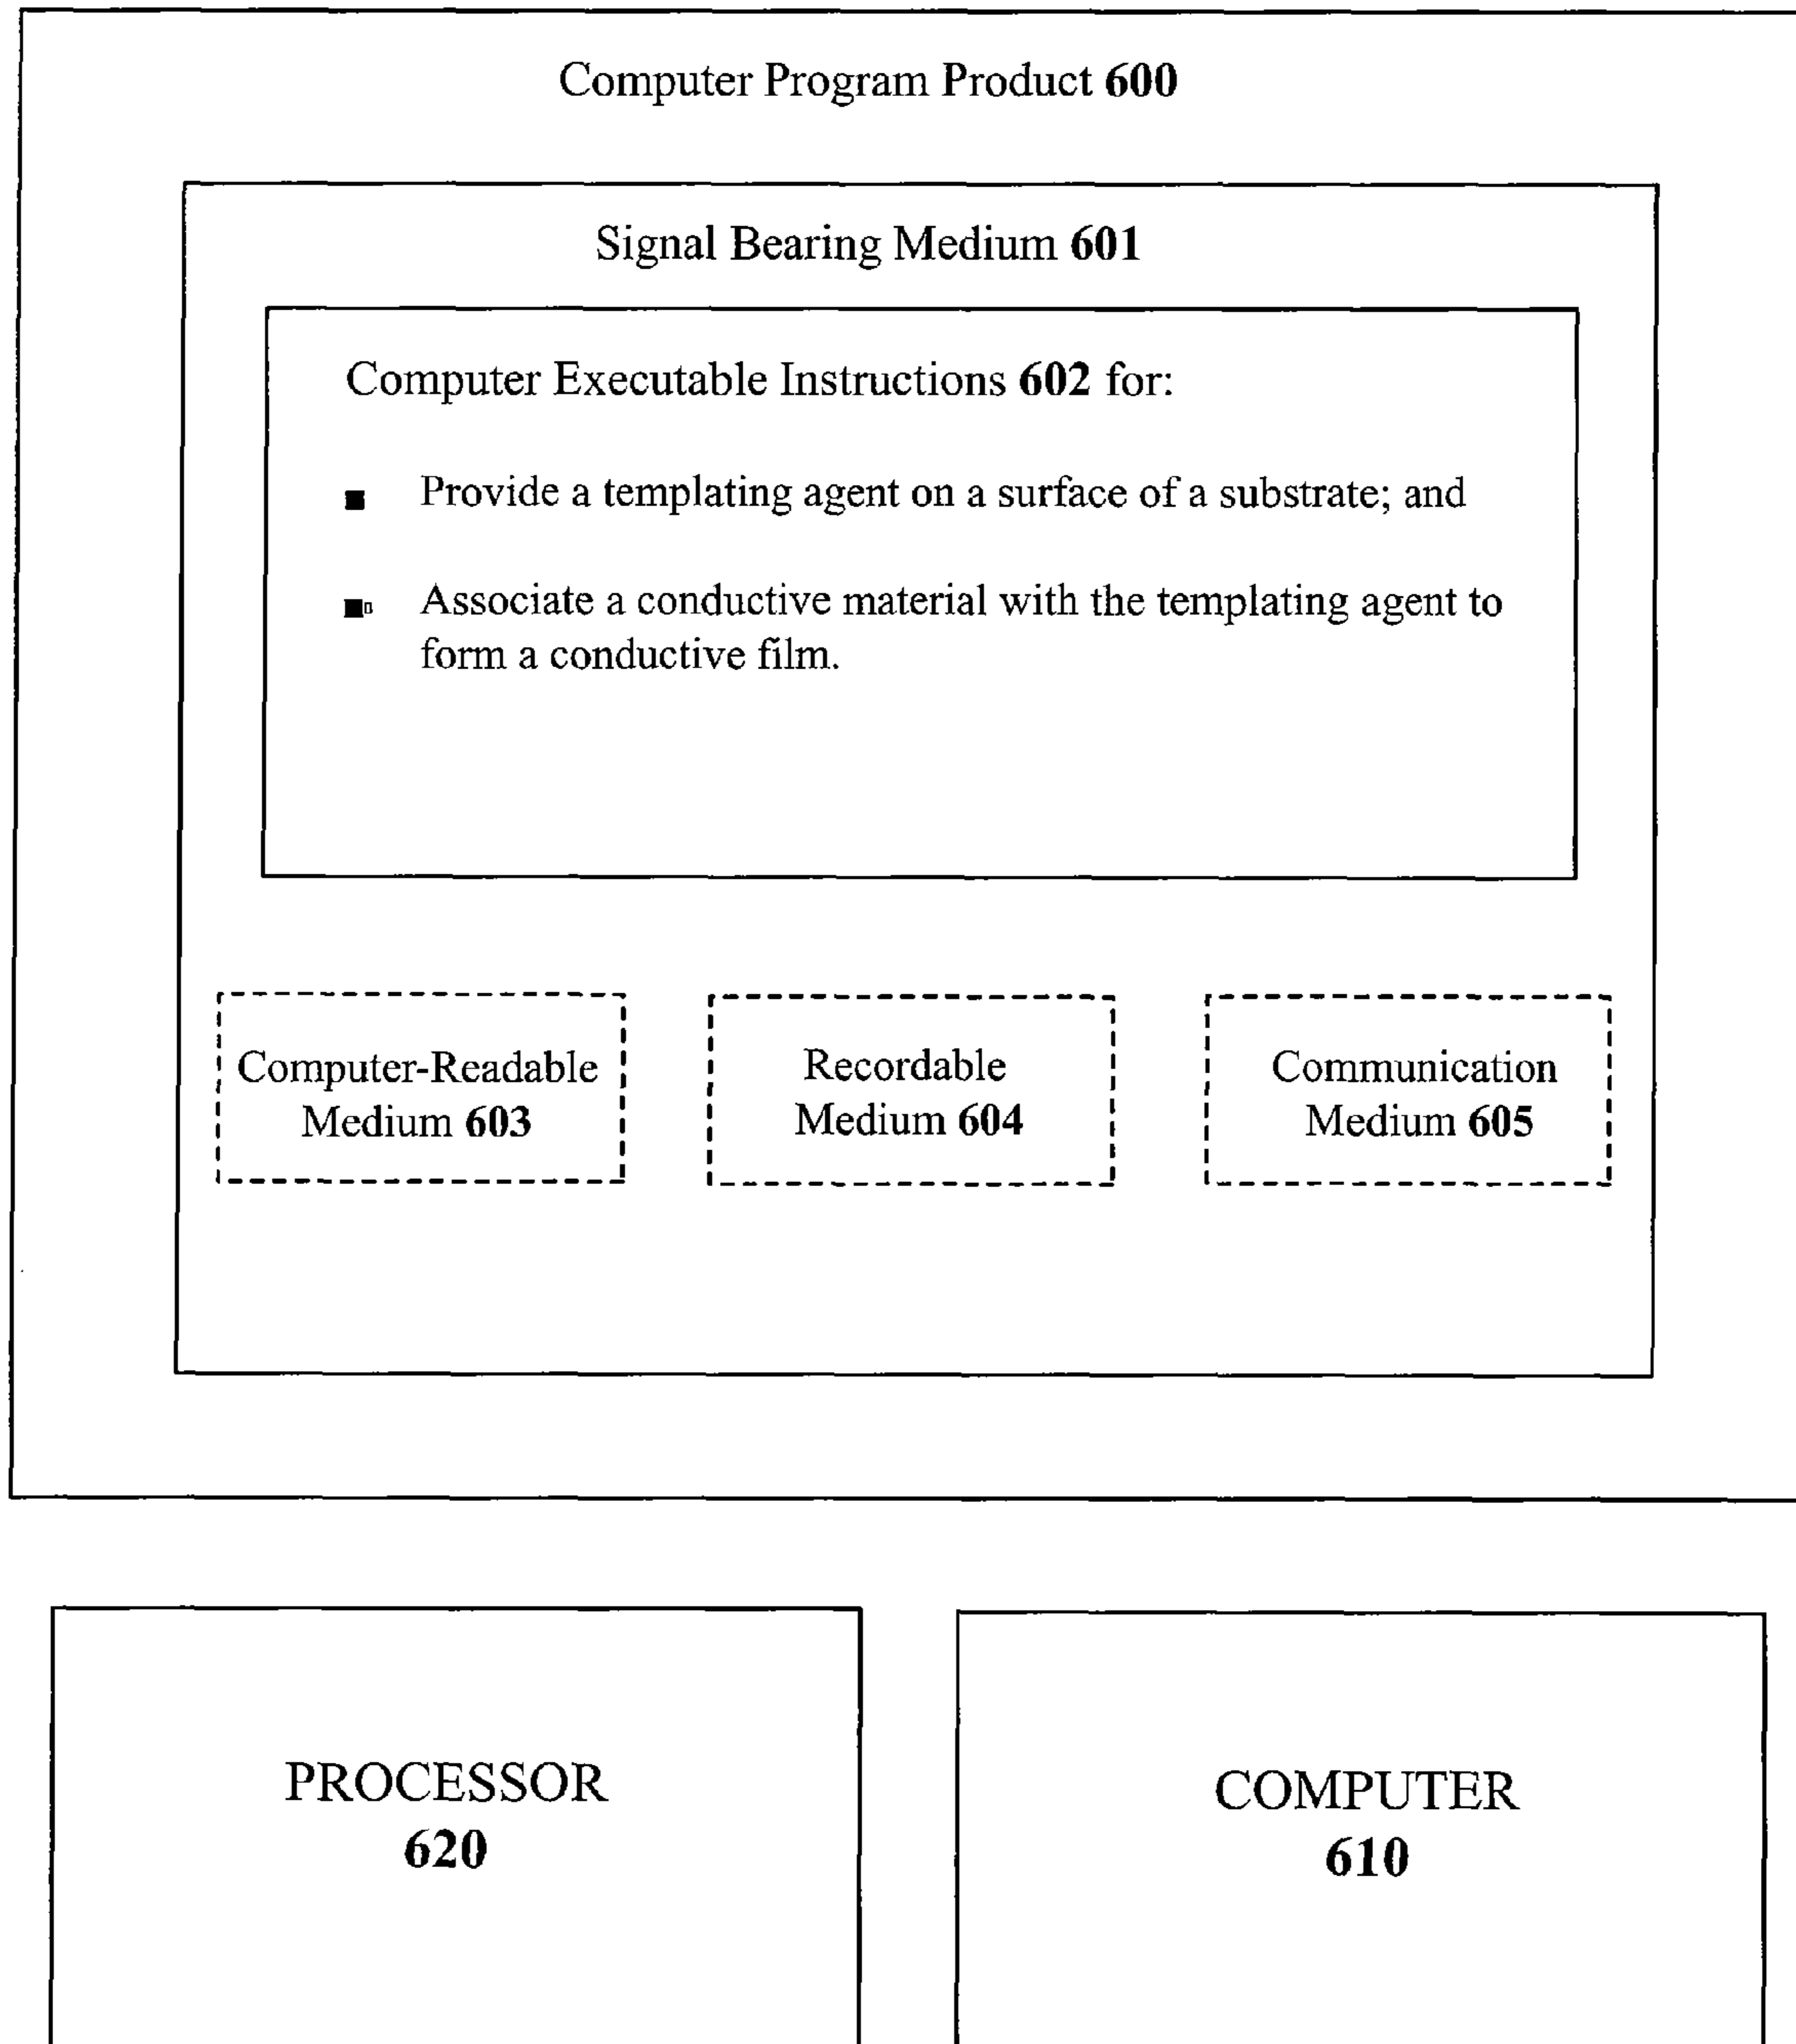 Computer Program Product 600
Signal Bearing Medium 601
Computer Executable Instructions 602 for:
■ Provide a templating agent on a surface of a substrate; and
■ Associate a conductive material with the templating agent to
form a conductive film.
Computer-Readable
Medium 603
Recordable
Medium 604
Communication
Medium 605
PROCESSOR
620
COMPUTER
610